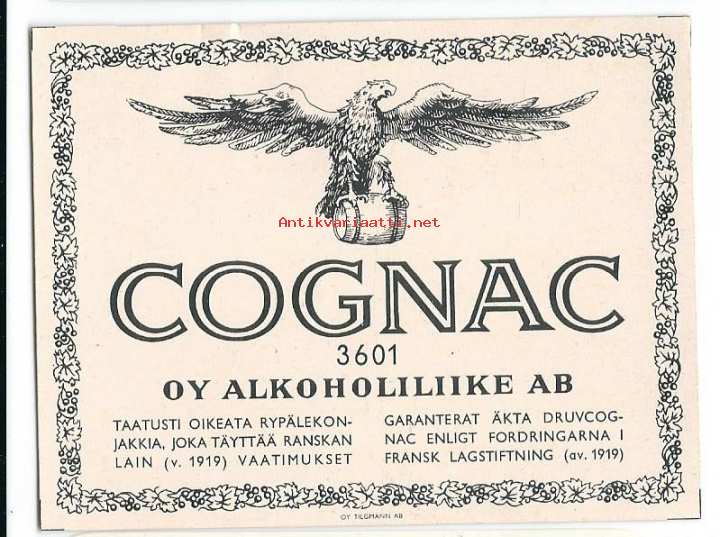 Antikvariaatti.net
COGNAC
3601
OY ALKOHOLILIIKE AB
TAATUSTI OIKEATA RYPÄLEKON-
JAKKIA, JOKA TÄYTTÄÄ RANSKAN
LAIN (v. 1919) VAATIMUKSET
GARANTERAT ÄKTA DRUVCOG-
NAC ENLIGT FORDRINGARNA I
FRANSK LAGSTIFTNING (av. 1919)
OY TILGMANN AB